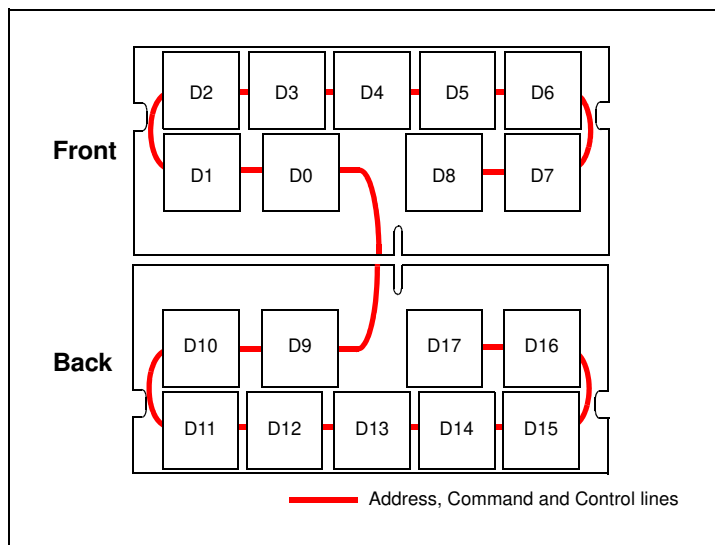 D2 D3 D4 D5 D6
Front
D1 D0 D8 D7
D10 D9 D17 D16
Back
D11 D12 D13 D14 D15
Address, Command and Control lines